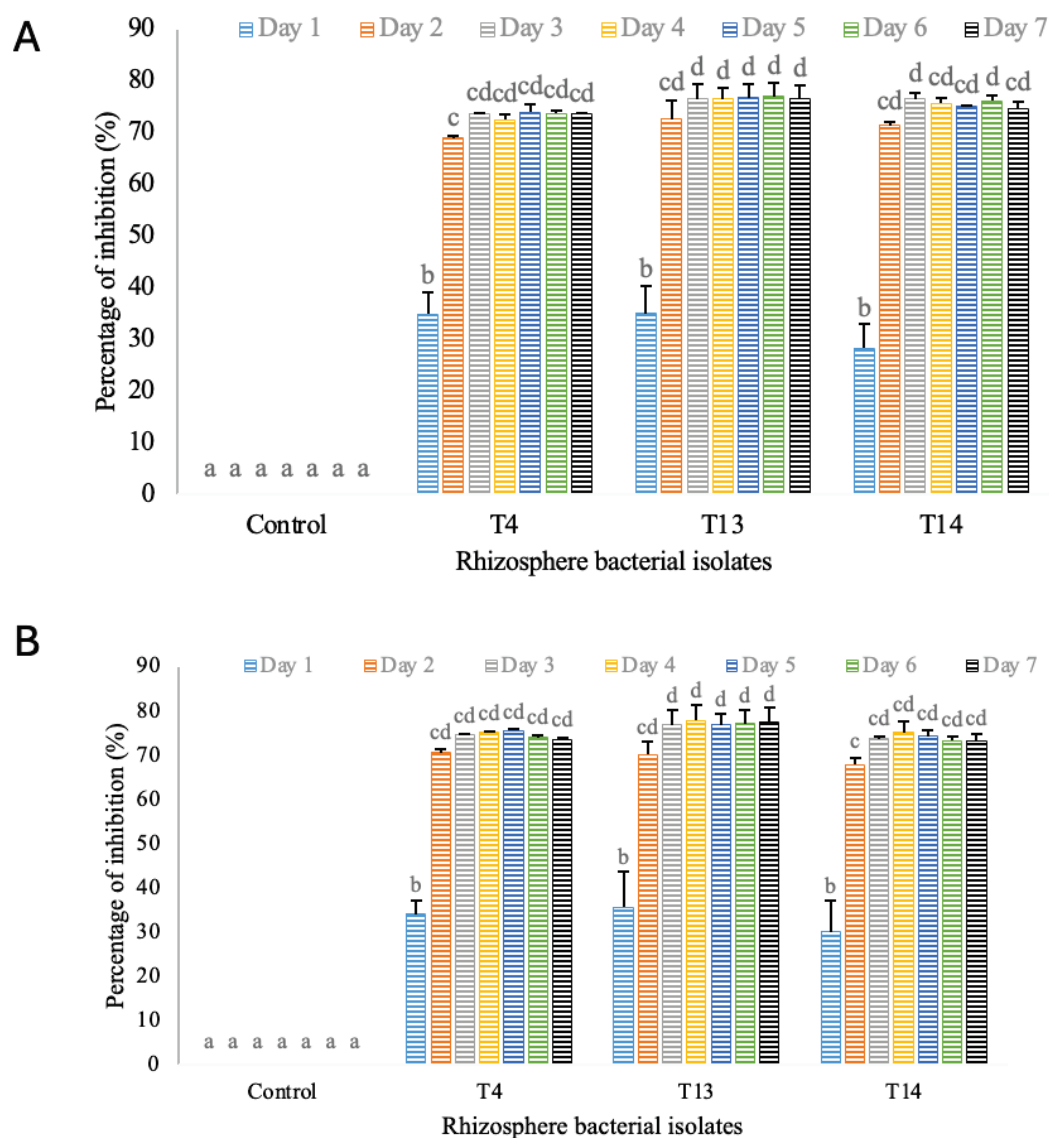 A
90
Day 1 Day 2 Day 3 Day 4 Day 5 Day 6 Day 7
80
70
60
50
40
30
20
10
0
Percentage of inhibition (%)
a a a a a a a
b c cd cd cd cd cd
b cd d d d d d
b cd d cd cd d cd
Control T4 T13 T14
Rhizosphere bacterial isolates
B
90
Day 1 Day 2 Day 3 Day 4 Day 5 Day 6 Day 7
80
70
60
50
40
30
20
10
0
Percentage of inhibition (%)
a a a a a a a
b cd cd cd cd cd cd
b cd d d d d d
b c cd cd cd cd cd
Control T4 T13 T14
Rhizosphere bacterial isolates